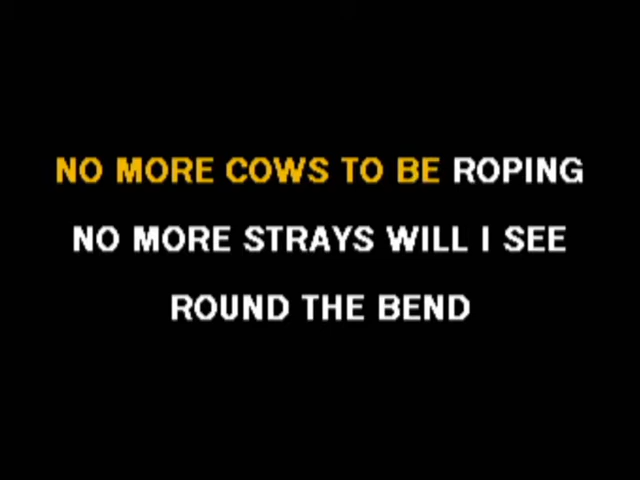 NO MORE COWS TO BE ROPING
NO MORE STRAYS WILL I SEE
ROUND THE BEND